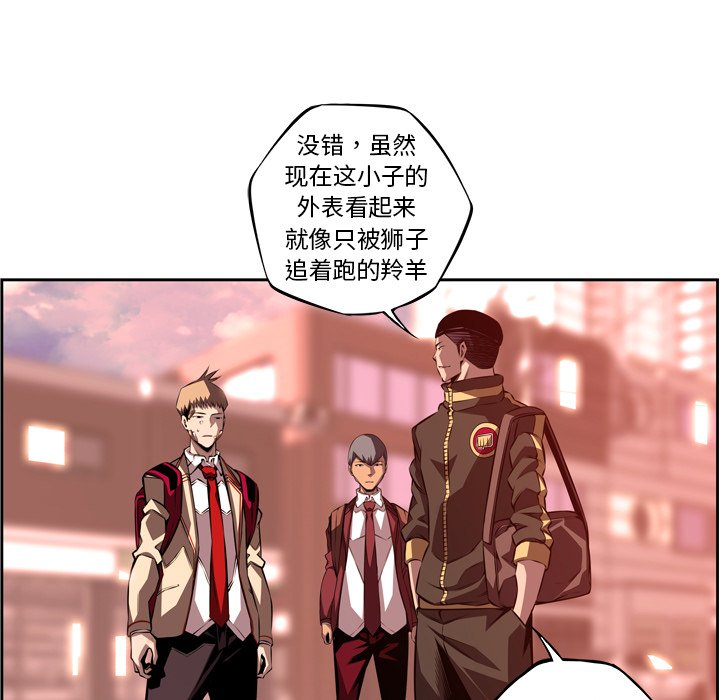 没错，虽然
现在这小子的
外表看起来
就像只被狮子
追着跑的羚羊